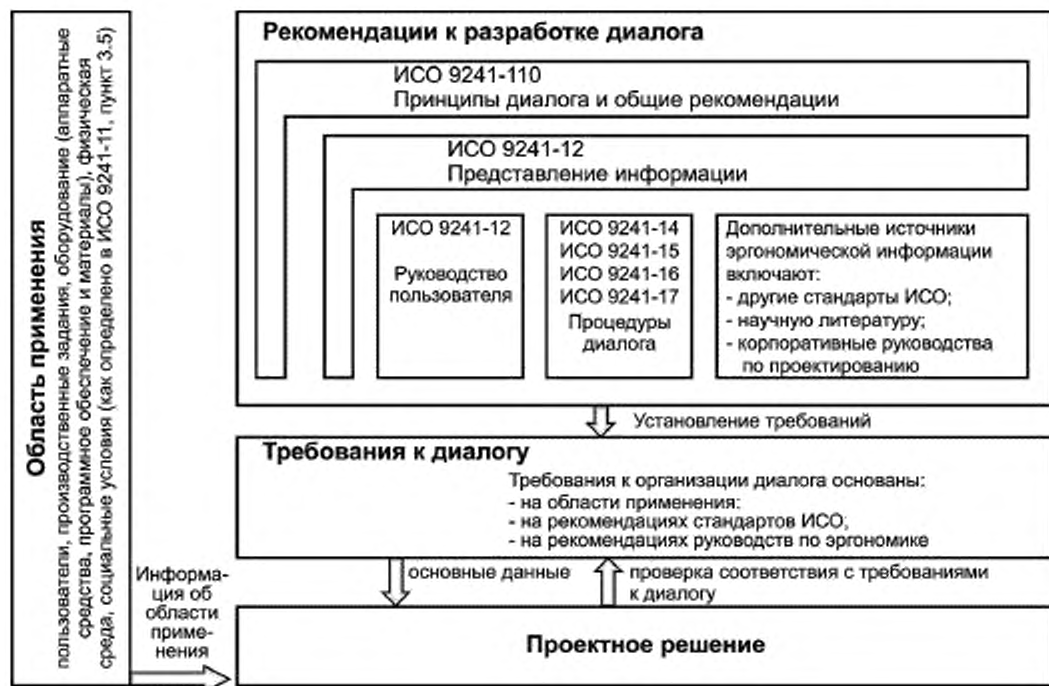 Область применения
пользователи, производственные задания, оборудование (аппаратные
средства, программное обеспечение и материалы), физическая
среда, социальные условия (как определено в ИСО 9241-11, пункт 3.5)
Рекомендации к разработке диалога
ИСО 9241-110
Принципы диалога и общие рекомендации
ИСО 9241-12
Представление информации
ИСО 9241-12
Руководство
пользователя
ИСО 9241-14
ИСО 9241-15
ИСО 9241-16
ИСО 9241-17
Процедуры
диалога
Дополнительные источники
эргономической информации
включают:
- другие стандарты ИСО;
- научную литературу;
- корпоративные руководства
по проектированию
Установление требований
Требования к диалогу
Требования к организации диалога основаны:
- на области применения:
- на рекомендациях стандартов ИСО;
- на рекомендациях руководств по эргономике
Информа-
ция об
области
приме-
нения
основные данные
проверка соответствия с требованиями
к диалогу
Проектное решение